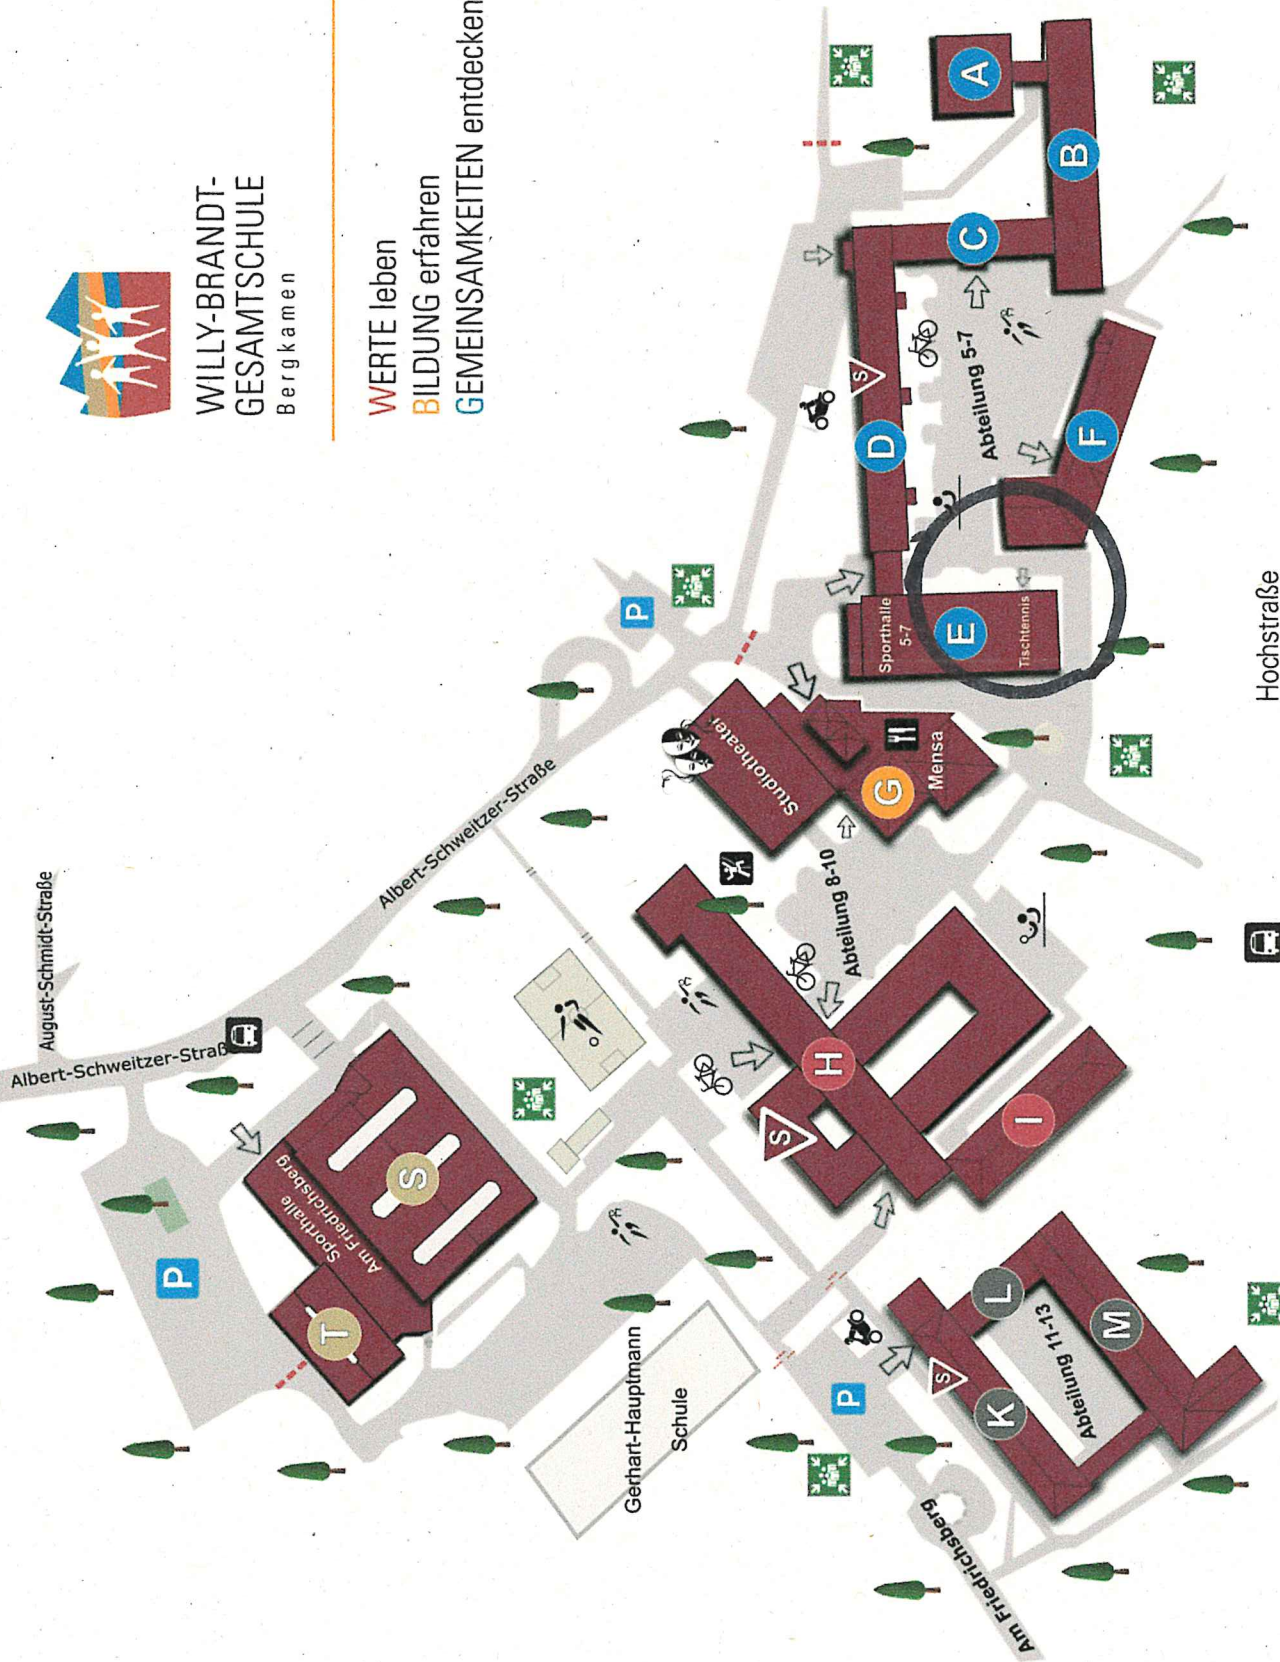 WILLY-BRANDT-
GESAMTSCHULE
Bergkamen
WERTE leben
BILDUNG erfahren
GEMEINSAMKEITEN entdecken
August-Schmidt-Straße
Albert-Schweitzer-Straße
Albert-Schweitzer-Straße
P
T
Sporthalle
Am Friedrichsberg
S
P
Studiotheater
G
Mensa
Sporthalle
5-7
E
Tischtennis
D
S
C
A
B
F
Abteilung 5-7
Abteilung 8-10
H
S
I
Gerhart-Hauptmann
Schule
P
S
K
L
M
Abteilung 11-13
Am Friedrichsberg
Hochstraße